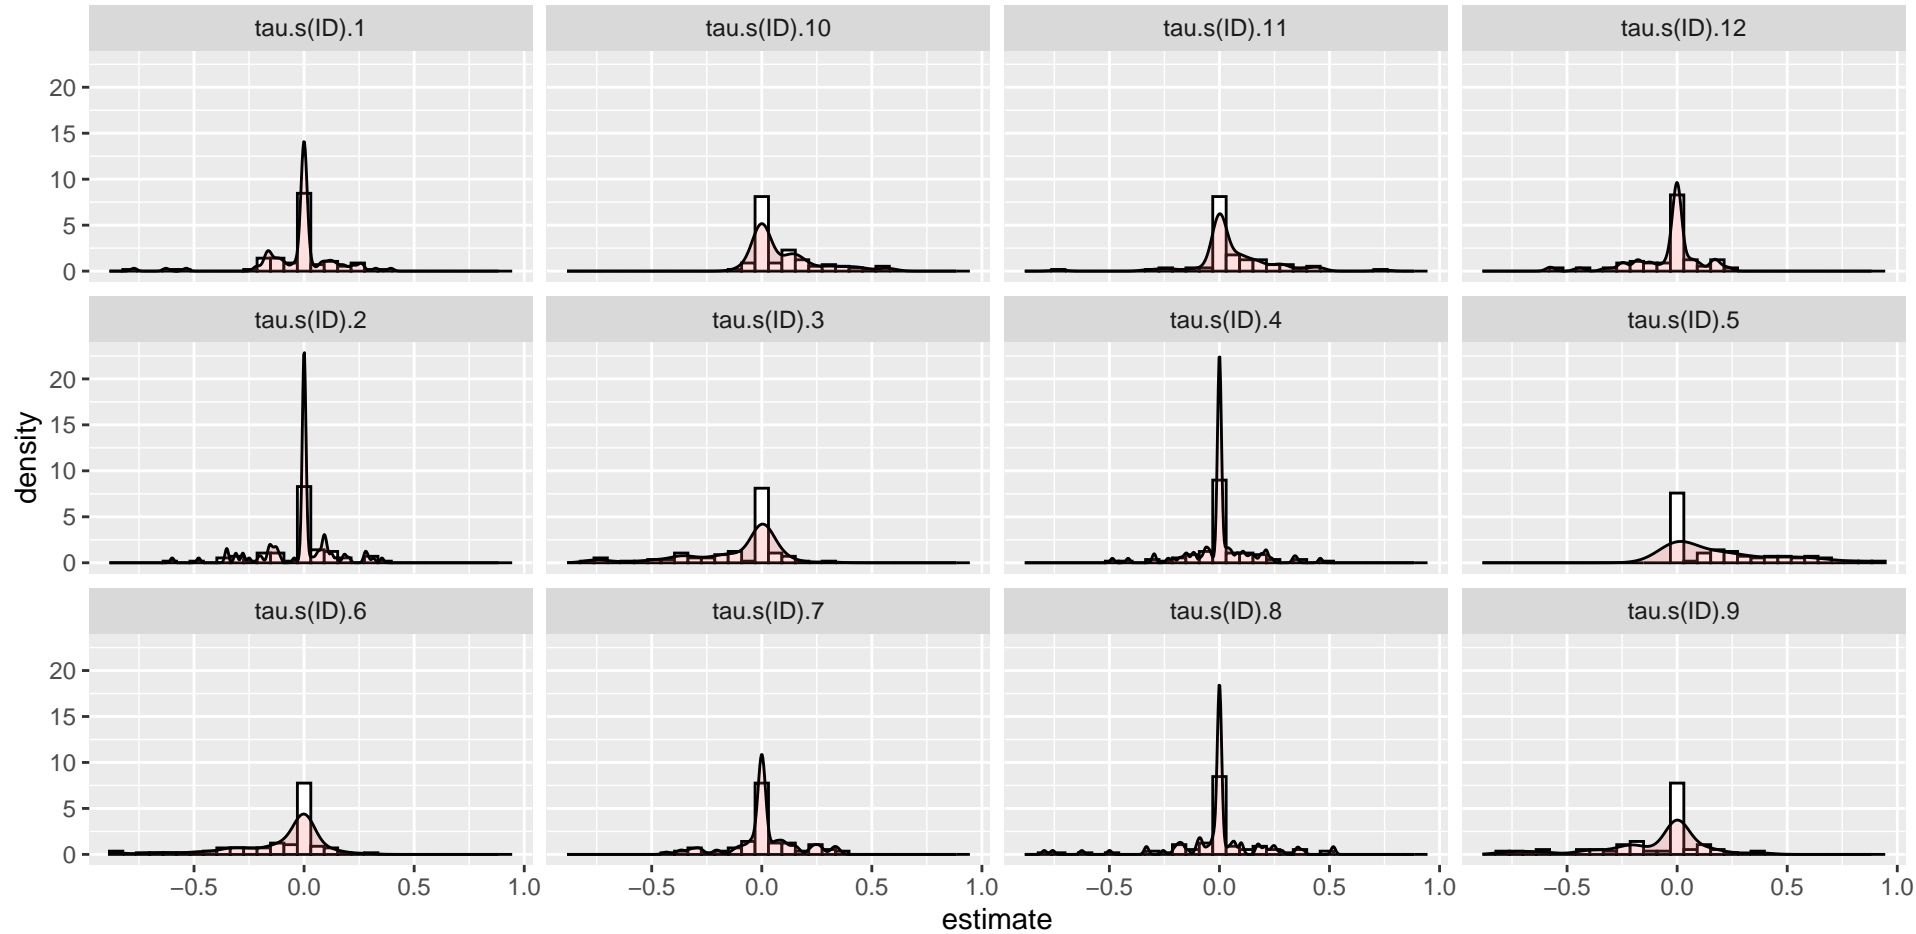 tau.s(ID).1 tau.s(ID).10 tau.s(ID).11 tau.s(ID).12
20
15
10
5
0
tau.s(ID).2 tau.s(ID).3 tau.s(ID).4 tau.s(ID).5
20
15
10
5
0
density
tau.s(ID).6 tau.s(ID).7 tau.s(ID).8 tau.s(ID).9
20
15
10
5
0
−0.5 0.0 0.5 1.0 −0.5 0.0 0.5 1.0 −0.5 0.0 0.5 1.0 −0.5 0.0 0.5 1.0
estimate